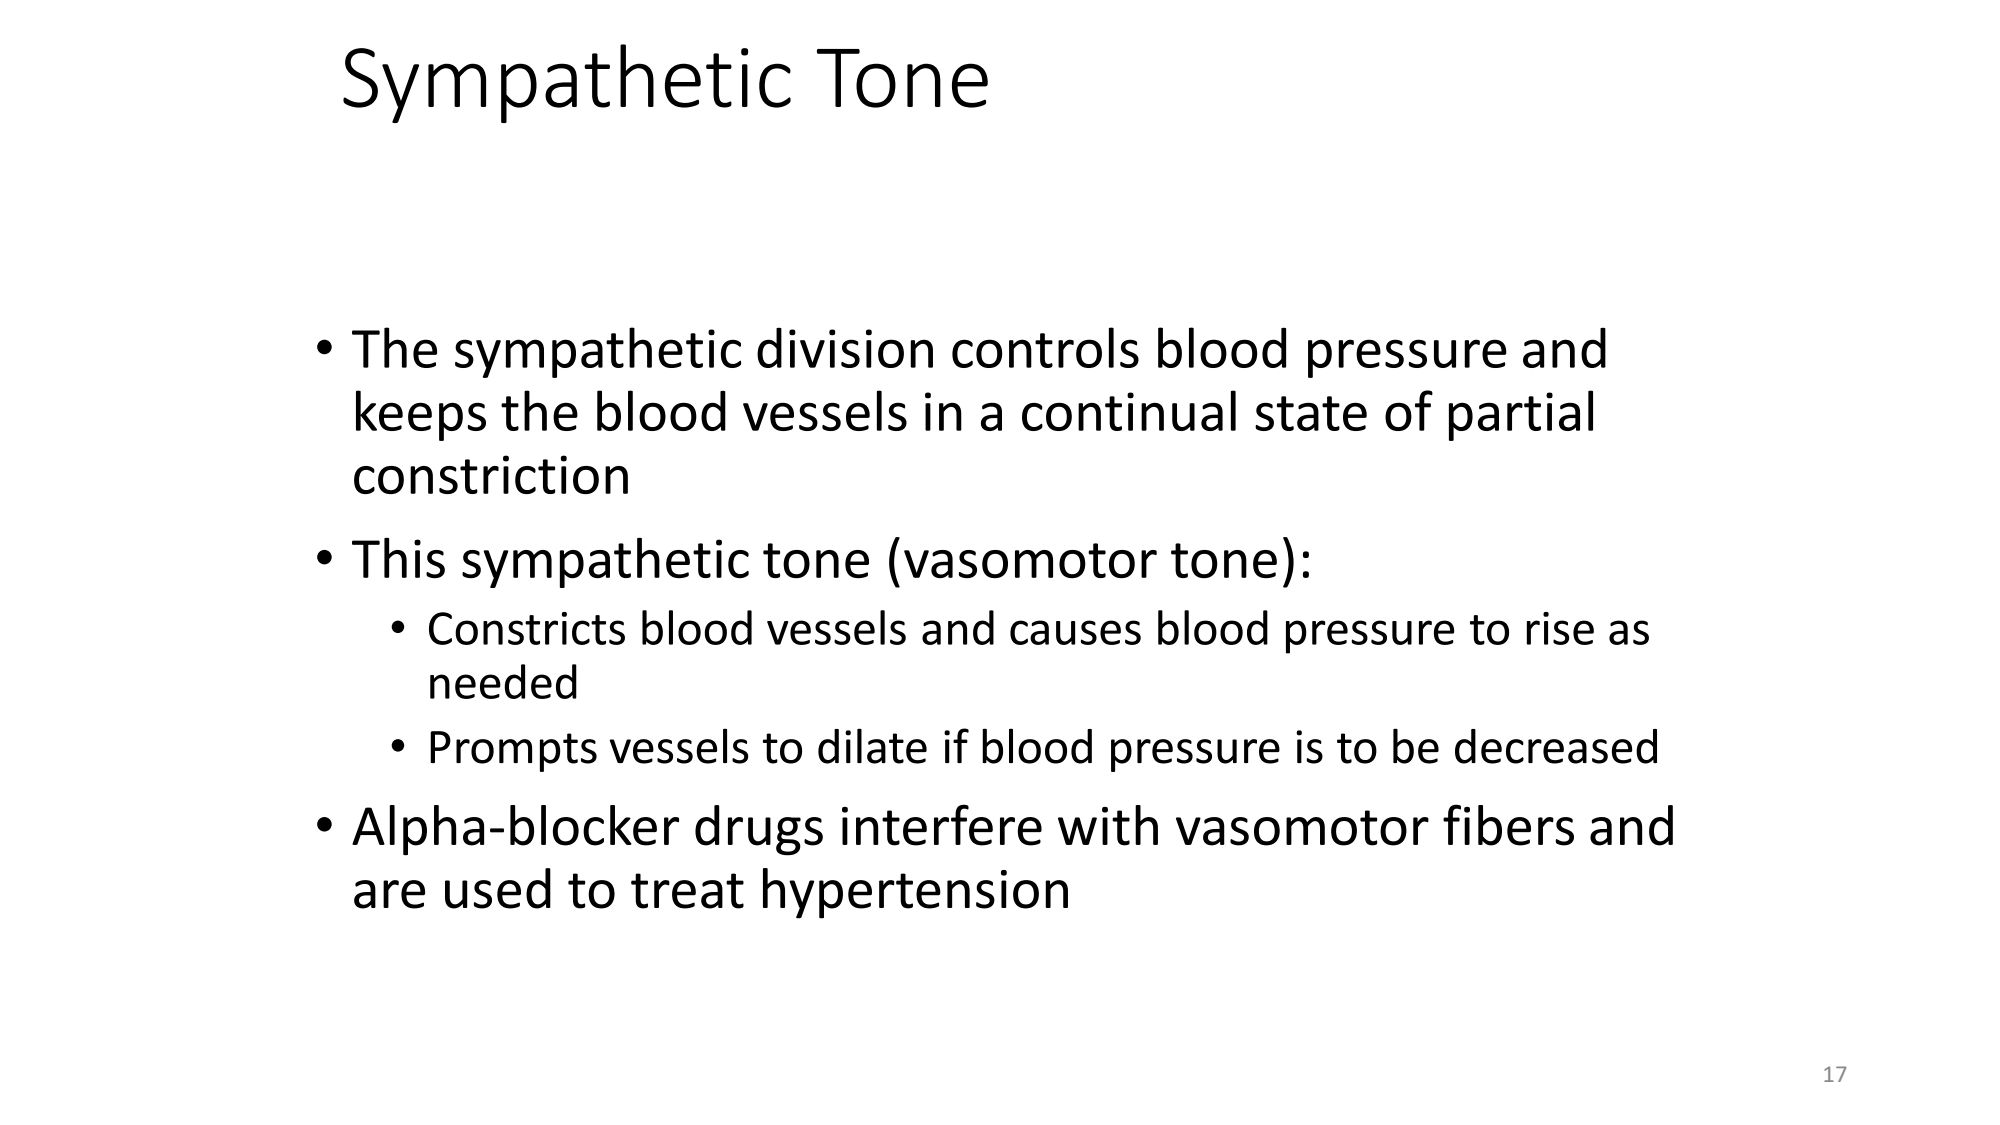 Sympathetic Tone
• The sympathetic division controls blood pressure and
keeps the blood vessels in a continual state of partial
constriction
• This sympathetic tone (vasomotor tone):
• Constricts blood vessels and causes blood pressure to rise as
needed
• Prompts vessels to dilate if blood pressure is to be decreased
• Alpha-blocker drugs interfere with vasomotor fibers and
are used to treat hypertension
17